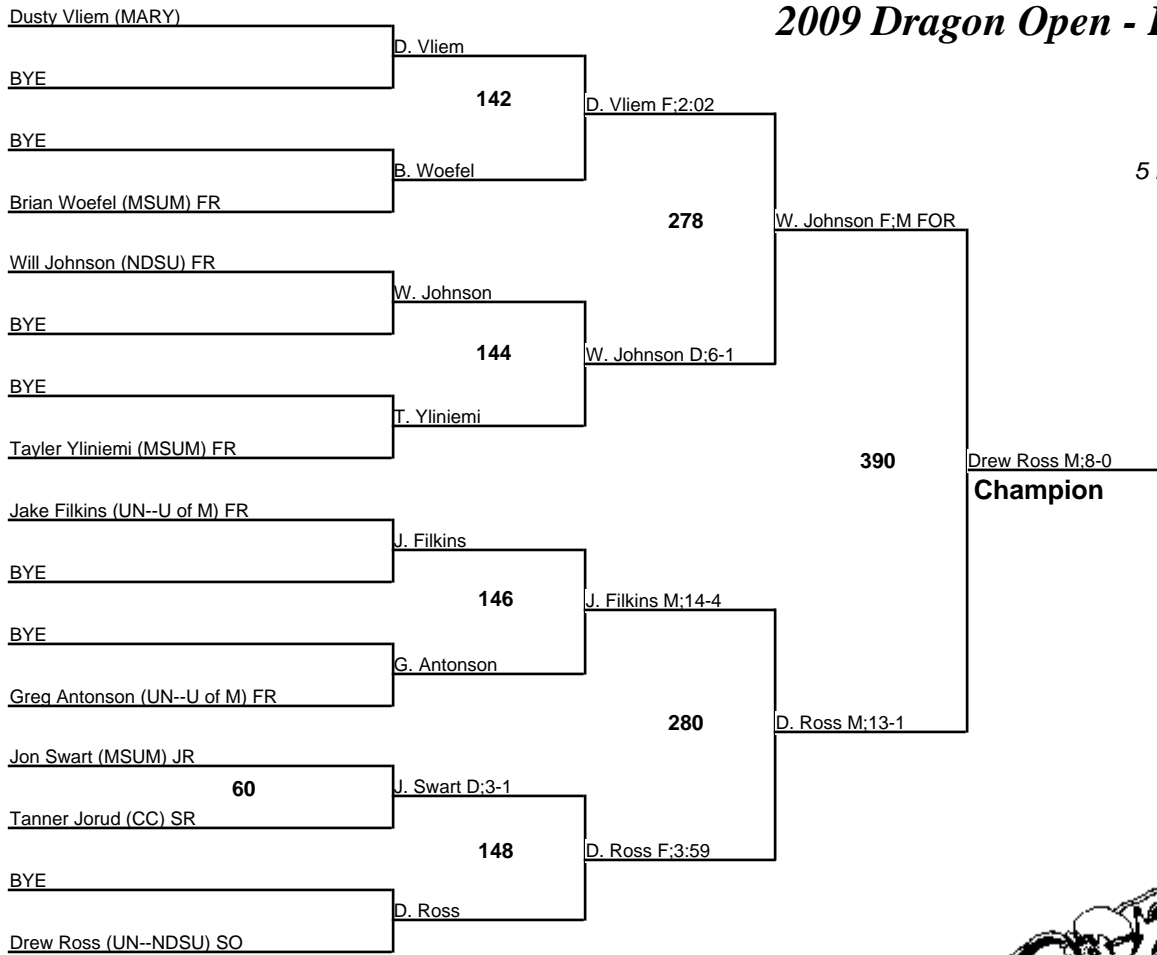 Dusty Vliem (MARY)
2009 Dragon Open -
D. Vliem
BYE
142
D. Vliem F;2:02
BYE
B. Woefel
5
Brian Woefel (MSUM) FR
278
W. Johnson F;M FOR
Will Johnson (NDSU) FR
W. Johnson
BYE
144
W. Johnson D;6-1
BYE
T. Yliniemi
Tayler Yliniemi (MSUM) FR
390
Drew Ross M;8-0
Champion
Jake Filkins (UN--U of M) FR
J. Filkins
BYE
146
J. Filkins M;14-4
BYE
G. Antonson
Greg Antonson (UN--U of M) FR
280
D. Ross M;13-1
Jon Swart (MSUM) JR
60
J. Swart D;3-1
Tanner Jorud (CC) SR
148
D. Ross F;3:59
BYE
D. Ross
Drew Ross (UN--NDSU) SO